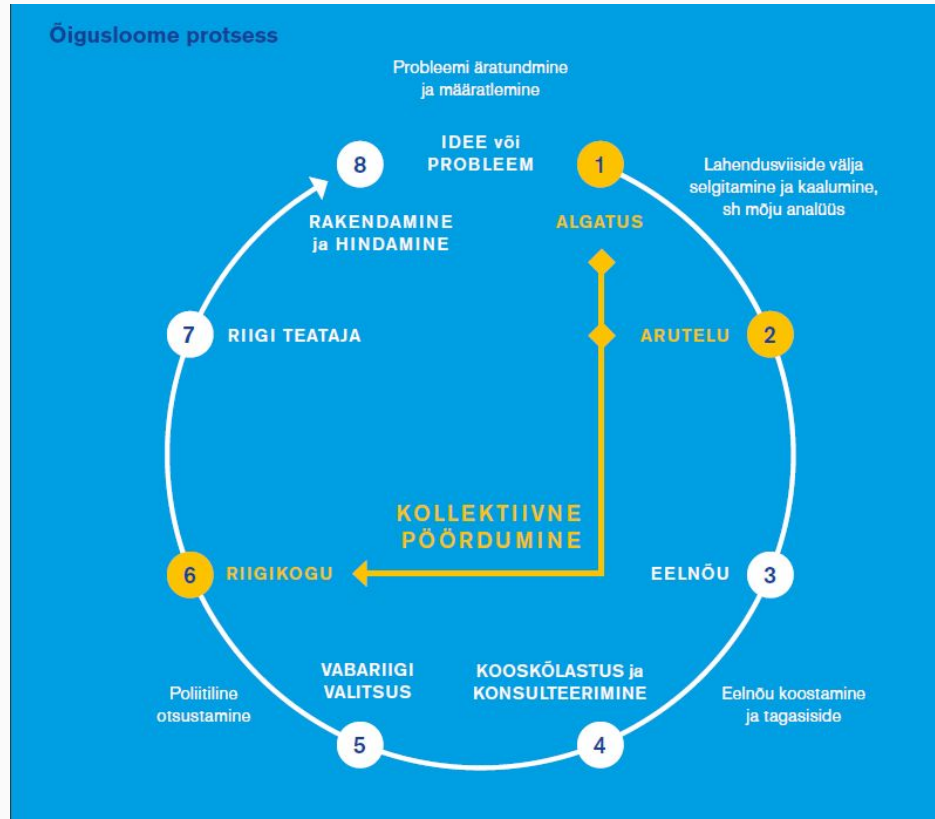 Õigusloome protsess
Probleemi äratundmine
ja määratlemine
IDEE või
PROBLEEM
8
1
Lahendusviiside välja
selgitamine ja kaalumine,
sh mõju analüüs
RAKENDAMINE
ja HINDAMINE
ALGATUS
7
RIIGI TEATAJA
ARUTELU
2
KOLLEKTIIVNE
PÖÖRDUMINE
6
RIIGIKOGU
EELNÕU
3
VABARIIGI
VALITSUS
KOOSKÕLASTUS ja
KONSULTEERIMINE
Poliitiline
otsustamine
Eelnõu koostamine
ja tagasiside
5
4